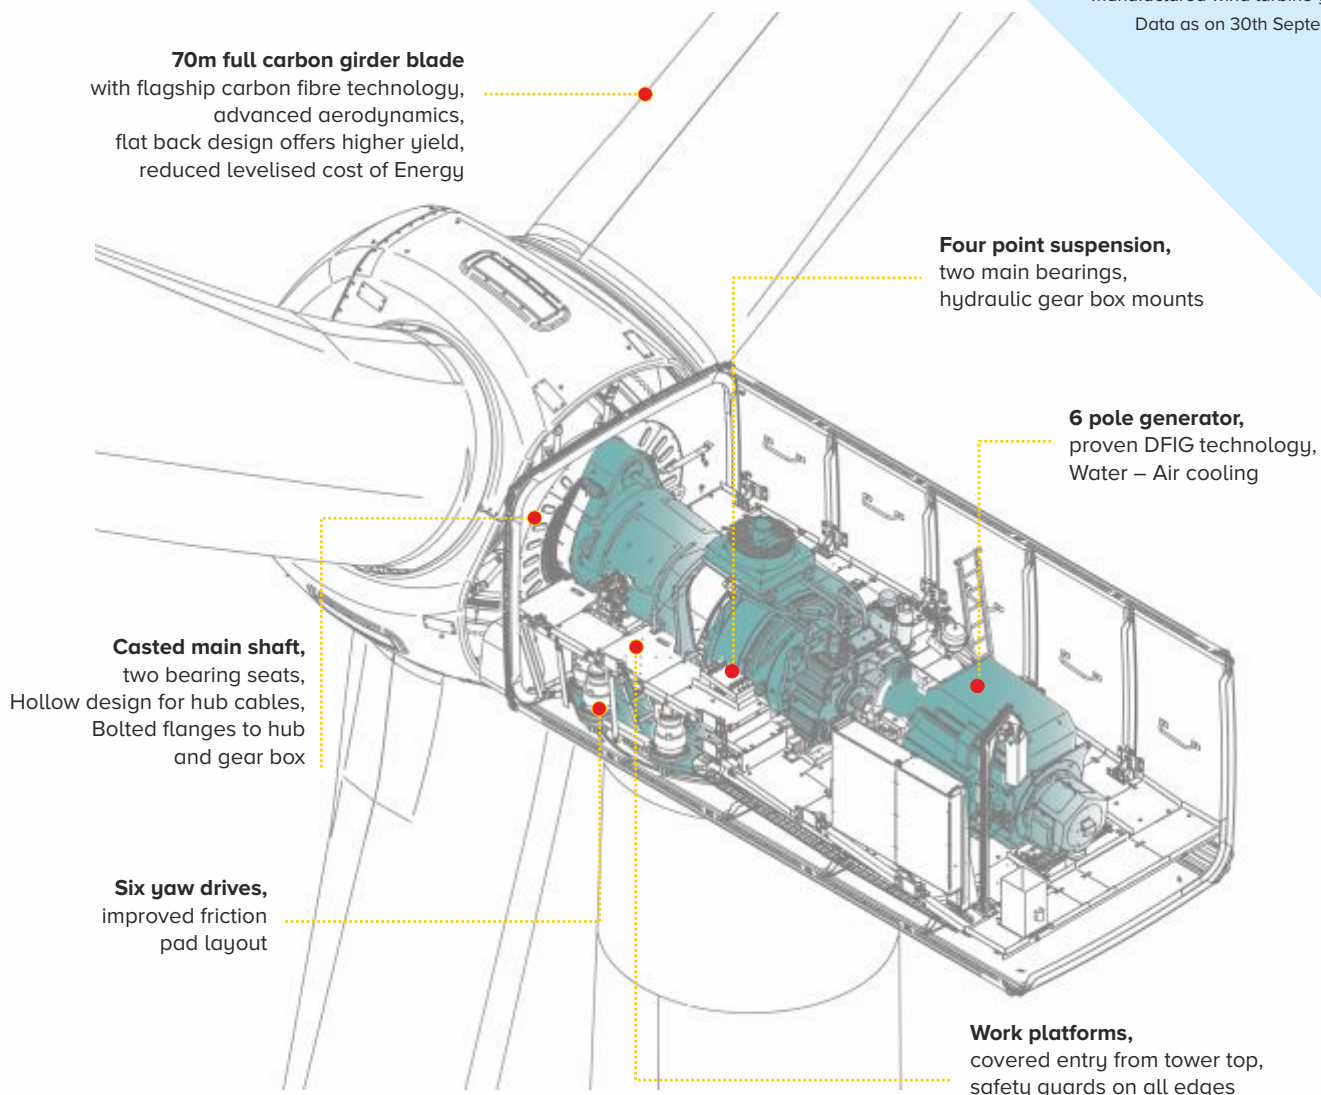 manufactured wind turbine
Data as on 30th
70m full carbon girder blade
with flagship carbon fibre technology,
advanced aerodynamics,
flat back design offers higher yield,
reduced levelised cost of Energy
Four point suspension,
two main bearings,
hydraulic gear box mounts
6 pole generator,
proven DFIG technology,
Water – Air cooling
Casted main shaft,
two bearing seats,
Hollow design for hub cables,
Bolted flanges to hub
and gear box
Six yaw drives,
improved friction
pad layout
Work platforms,
covered entry from tower top,
safety guards on all edges